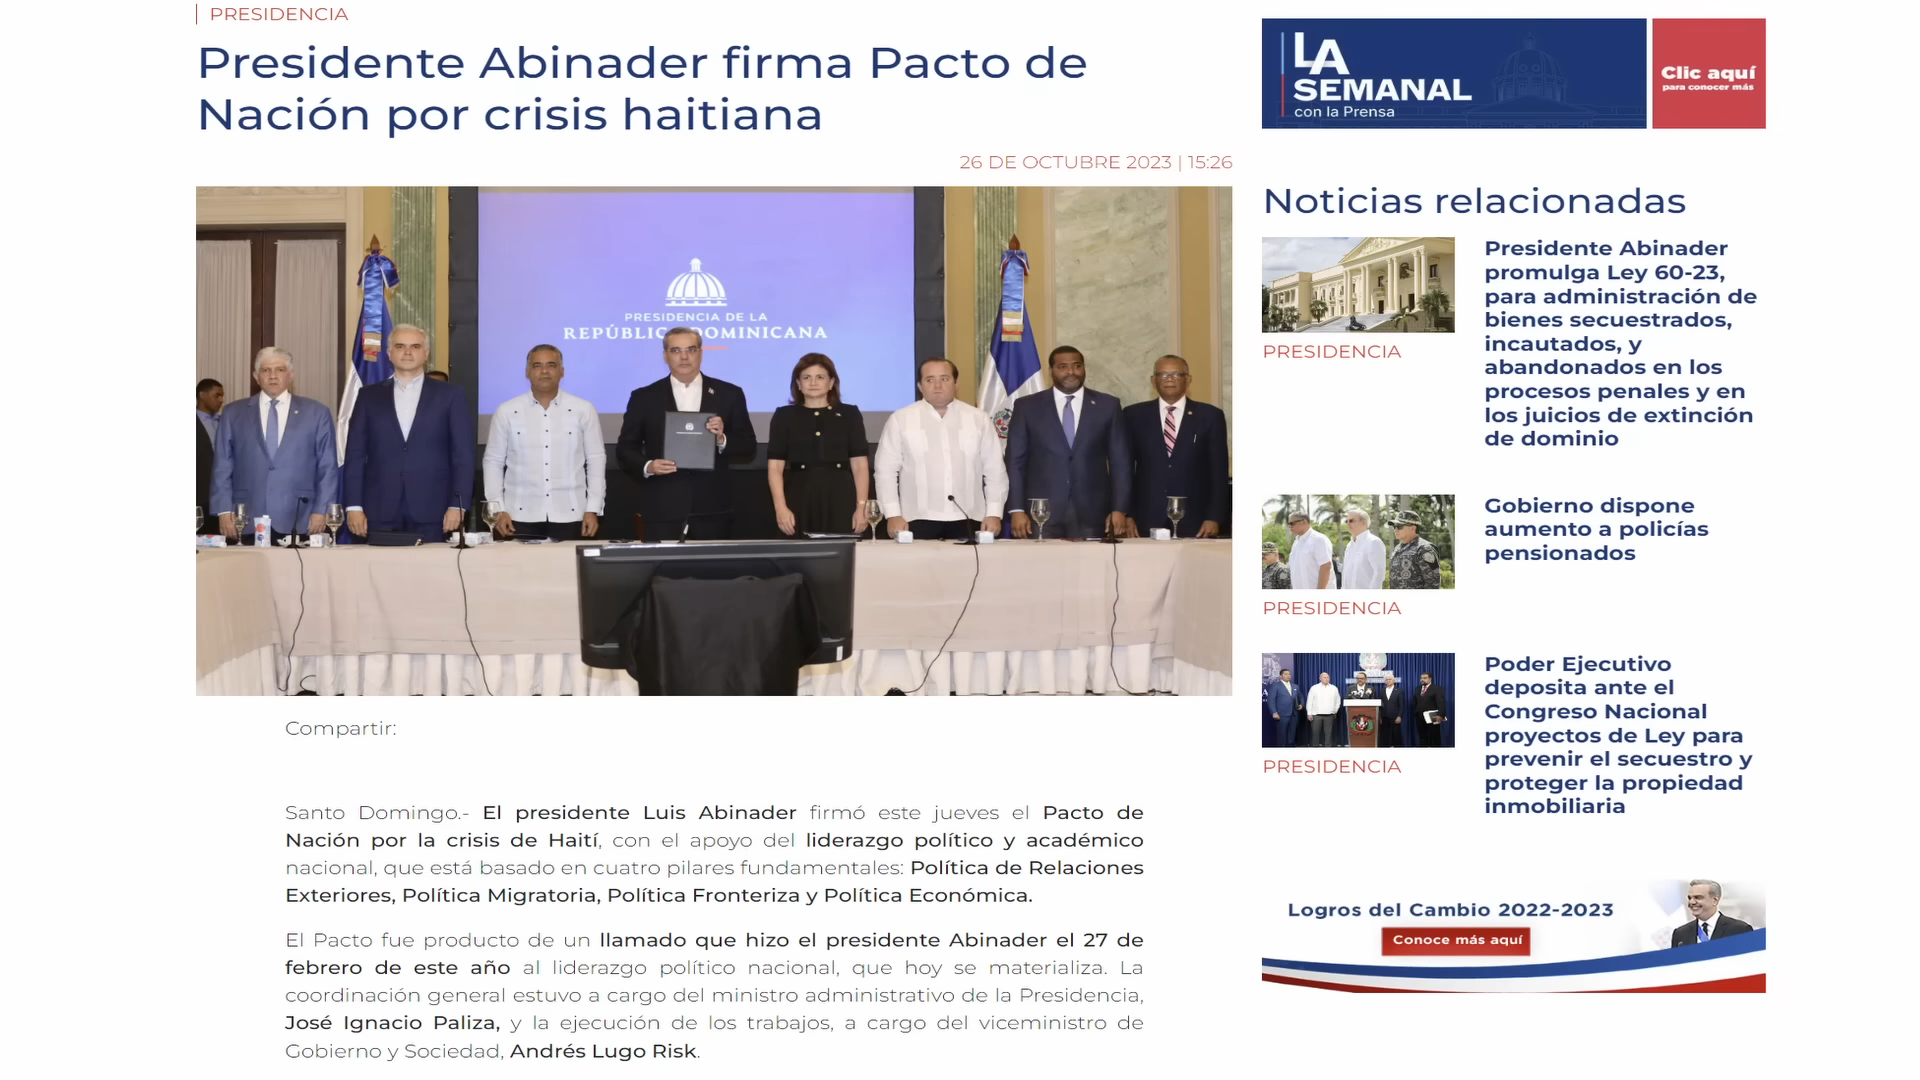 PRESIDENCIA
Presidente Abinader firma Pacto de
Nación por crisis haitiana
26 DE OCTUBRE 2023 | 15:26
PRESIDENCIA DE LA
REPÚBLICA DOMINICANA
Compartir:
Santo Domingo.- El presidente Luis Abinader firmó este jueves el Pacto de
Nación por la crisis de Haití, con el apoyo del liderazgo político y académico
nacional, que está basado en cuatro pilares fundamentales: Política de Relaciones
Exteriores, Política Migratoria, Política Fronteriza y Política Económica.
El Pacto fue producto de un llamado que hizo el presidente Abinader el 27 de
febrero de este año al liderazgo político nacional, que hoy se materializa. La
coordinación general estuvo a cargo del ministro administrativo de la Presidencia,
José Ignacio Paliza, y la ejecución de los trabajos, a cargo del viceministro de
Gobierno y Sociedad, Andrés Lugo Risk.
LA
SEMANAL
con la Prensa
Clic aquí
para conocer más
Noticias relacionadas
PRESIDENCIA
Presidente Abinader
promulga Ley 60-23,
para administración de
bienes secuestrados,
incautados, y
abandonados en los
procesos penales y en
los juicios de extinción
de dominio
PRESIDENCIA
Gobierno dispone
aumento a policías
pensionados
PRESIDENCIA
Poder Ejecutivo
deposita ante el
Congreso Nacional
proyectos de Ley para
prevenir el secuestro y
proteger la propiedad
inmobiliaria
Logros del Cambio 2022-2023
Conoce más aquí